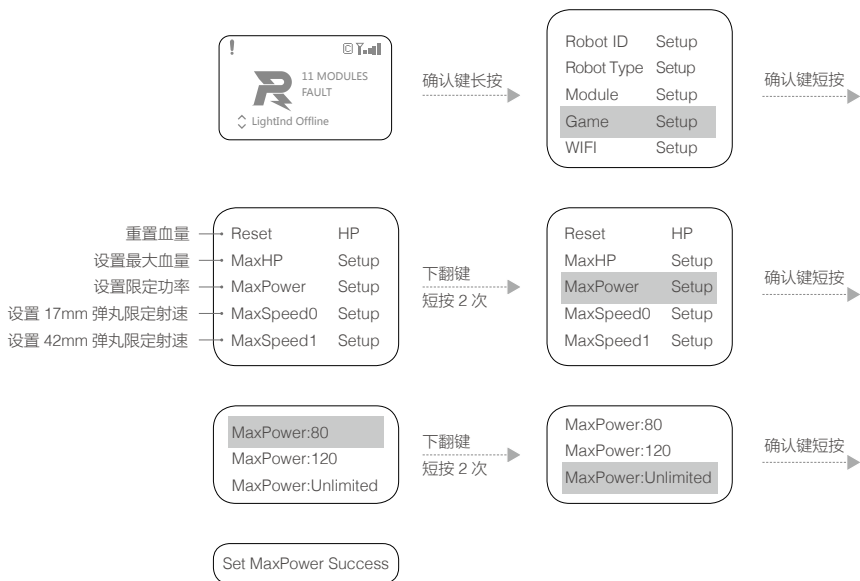 !
11 MODULES
FAULT
LightInd Offline
确认键长按
Robot ID Setup
Robot Type Setup
Module Setup
Game Setup
WIFI Setup
确认键短按
重置血量
设置最大血量
设置限定功率
设置 17mm 弹丸限定射速
设置 42mm 弹丸限定射速
Reset HP
MaxHP Setup
MaxPower Setup
MaxSpeed0 Setup
MaxSpeed1 Setup
下翻键
短按 2 次
Reset HP
MaxHP Setup
MaxPower Setup
MaxSpeed0 Setup
MaxSpeed1 Setup
确认键短按
MaxPower:80
MaxPower:120
MaxPower:Unlimited
下翻键
短按 2 次
MaxPower:80
MaxPower:120
MaxPower:Unlimited
确认键短按
Set MaxPower Success